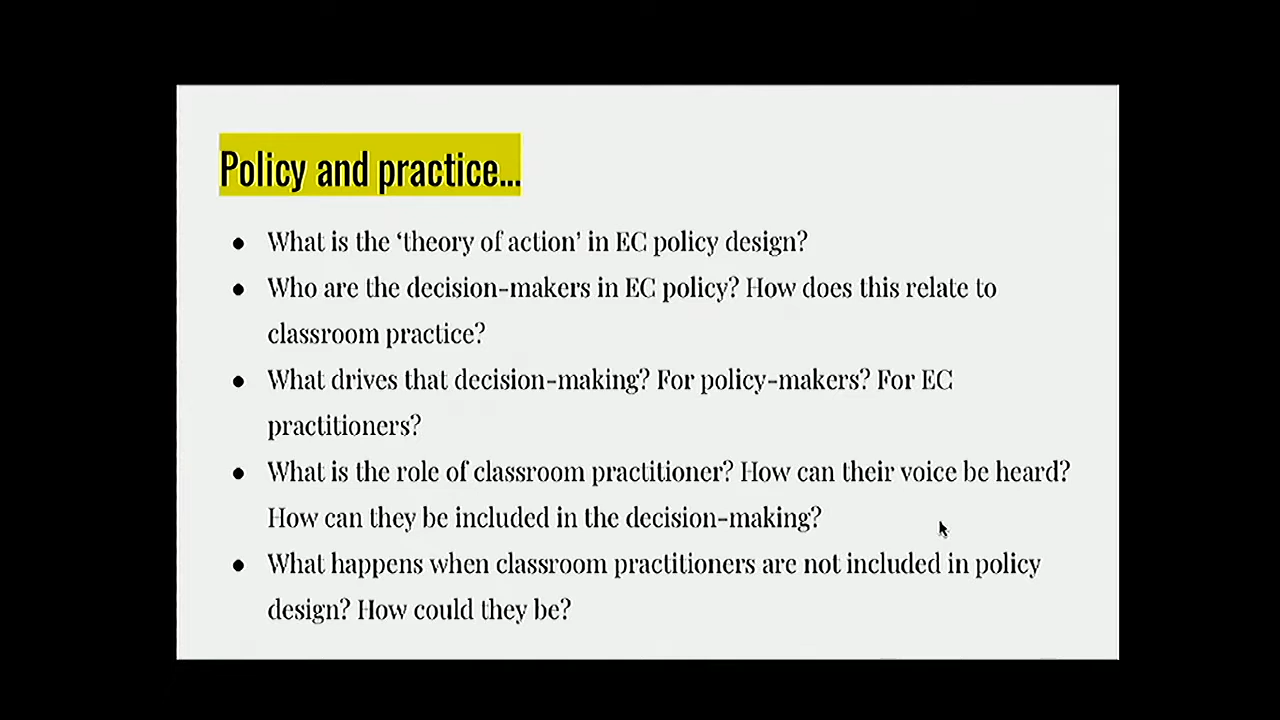 Policy and practice...
● What is the ‘theory of action’ in EC policy design?
● Who are the decision-makers in EC policy? How does this relate to
classroom practice?
● What drives that decision-making? For policy-makers? For EC
practitioners?
● What is the role of classroom practitioner? How can their voice be heard?
How can they be included in the decision-making?
● What happens when classroom practitioners are not included in policy
design? How could they be?